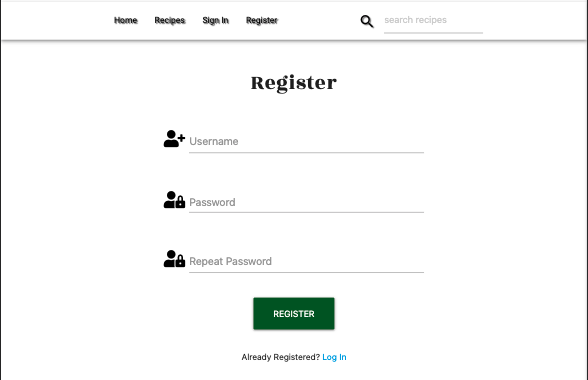 Home Recipes Sign In Register search recipes
Register
Username
Password
Repeat Password
REGISTER
Already Registered? Log In